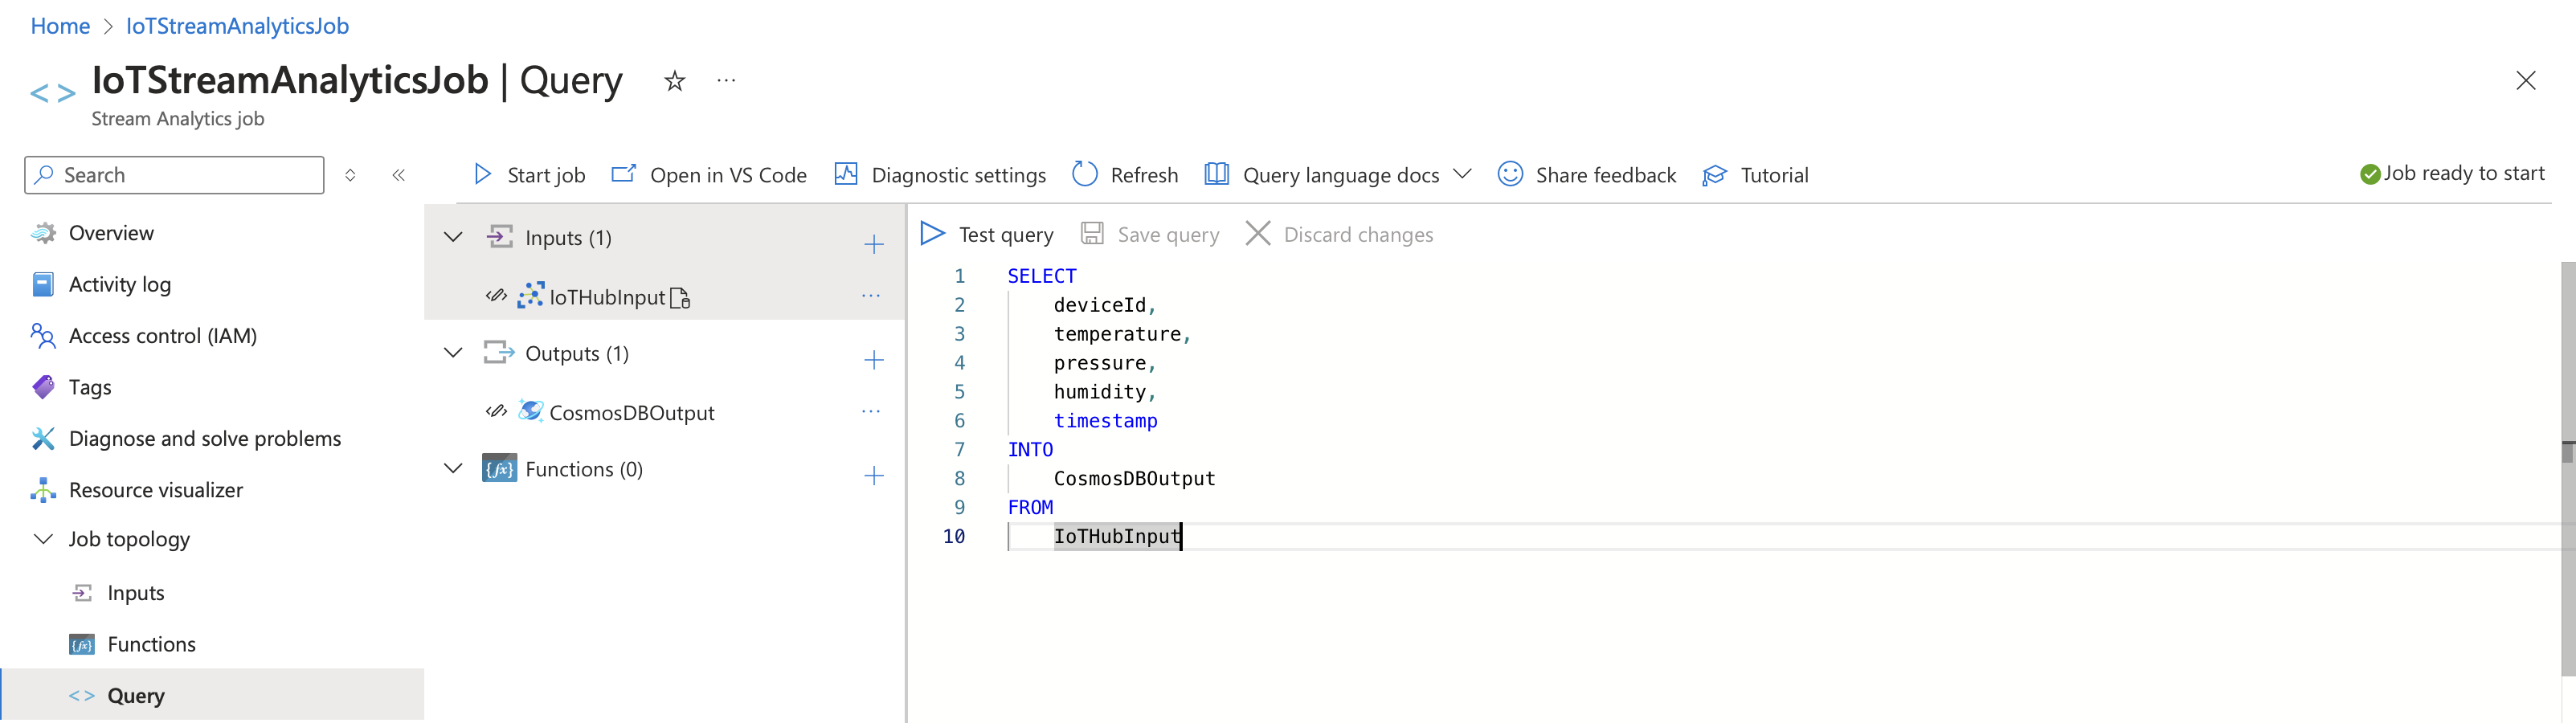 Home > IoTStreamAnalyticsJob
IoTStreamAnalyticsJob | Query
Stream Analytics job
Search
Start job
Open in VS Code
Diagnostic settings
Refresh
Query language docs
Share feedback
Tutorial
Job ready to start
Overview
Activity log
Access control (IAM)
Tags
Diagnose and solve problems
Resource visualizer
Job topology
Inputs
Functions
Query
Inputs (1)
IoTHubInput
Outputs (1)
CosmosDBOutput
Functions (0)
Test query
Save query
Discard changes
1 SELECT
2 deviceId,
3 temperature,
4 pressure,
5 humidity,
6 timestamp
7 INTO
8 CosmosDBOutput
9 FROM
10 IoTHubInput